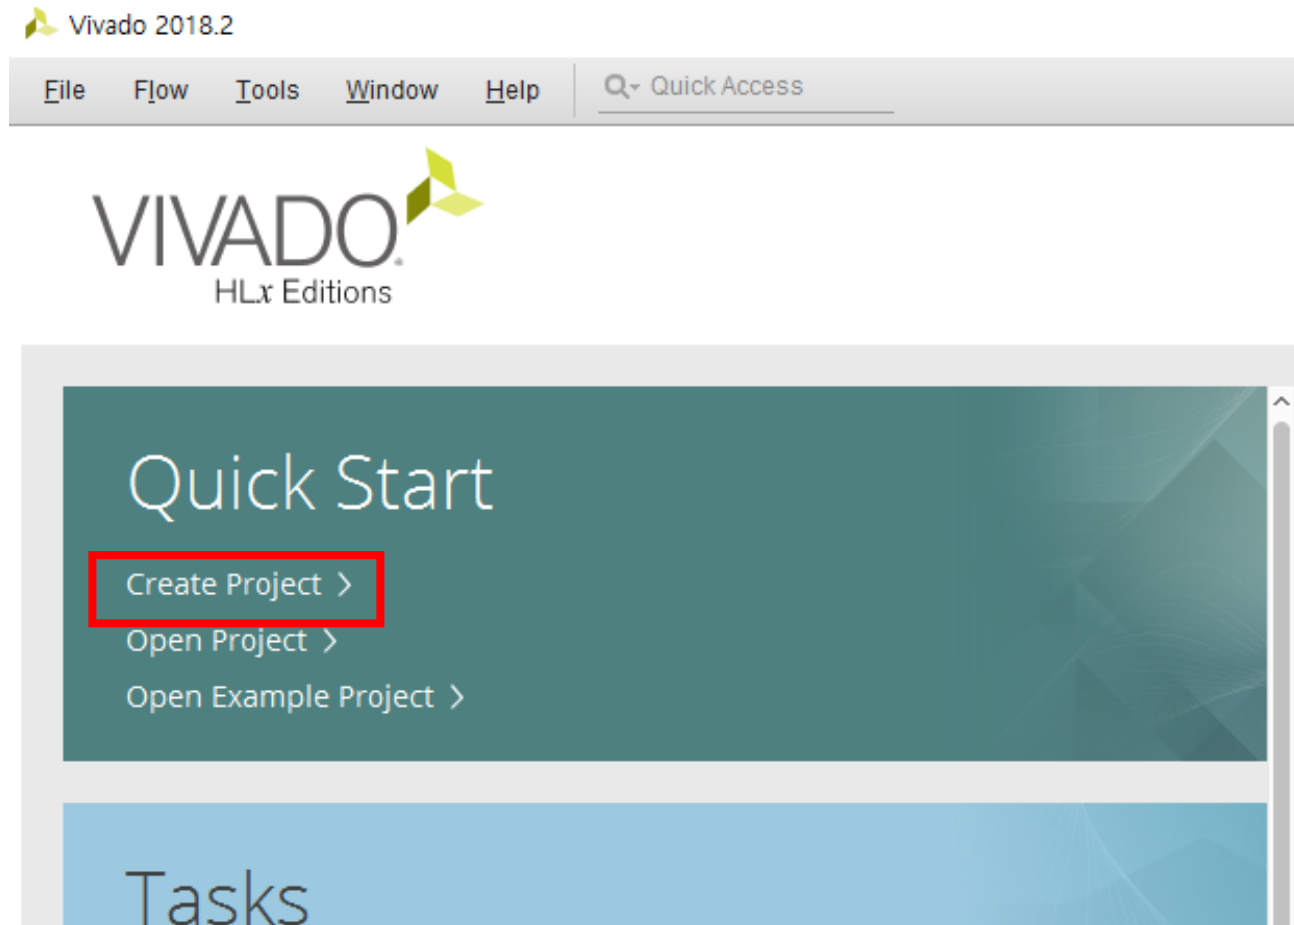 Vivado 2018.2
File Flow Tools Window Help Quick Access
VIVADO
HLx Editions
Quick Start
Create Project
Open Project
Open Example Project
Tasks